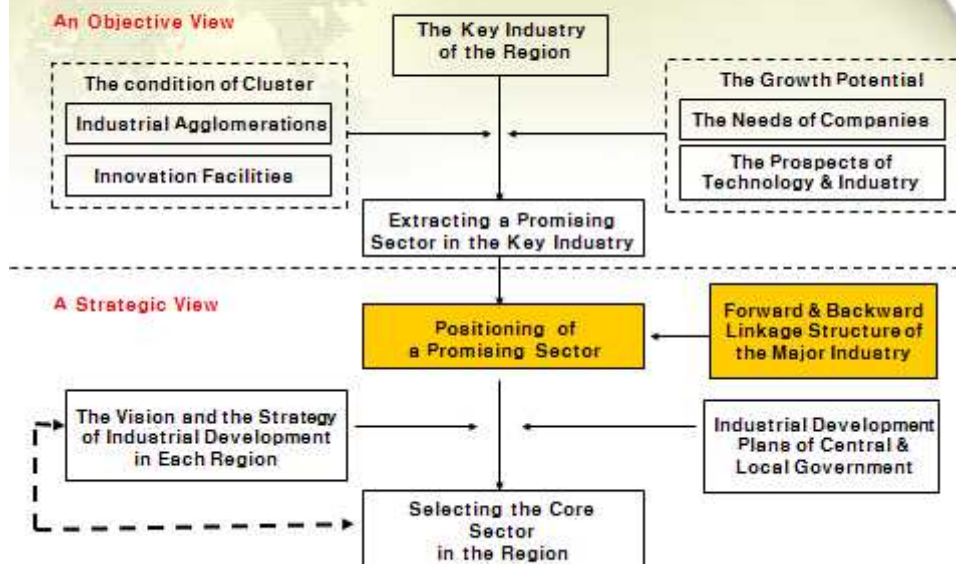 An Objective View
The Key Industry
of the Region
The condition of Cluster
Industrial Agglomerations
Innovation Facilities
The Growth Potential
The Needs of Companies
The Prospects of
Technology & Industry
Extracting a Promising
Sector in the Key Industry
A Strategic View
Positioning of
a Promising Sector
Forward & Backward
Linkage Structure of
the Major Industry
The Vision and the Strategy
of Industrial Development
in Each Region
Industrial Development
Plans of Central &
Local Government
Selecting the Core
Sector
in the Region